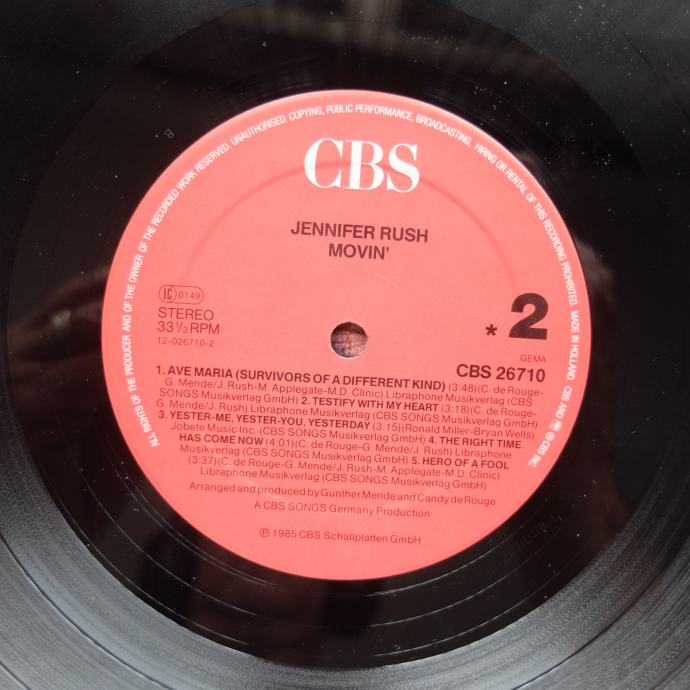 ALL RIGHTS OF THE PRODUCER AND OF THE OWNER OF THE RECORDED WORK RESERVED. UNAUTHORISED COPYING, PUBLIC PERFORMANCE, BROADCASTING, HIRING OR RENTAL OF THIS RECORDING PROHIBITED. MADE IN HOLLAND. CBS AND ® CBS INC.
CBS
JENNIFER RUSH
MOVIN'
LC 0149
STEREO
33⅓ RPM
12-026710-2
* 2
GEMA
CBS 26710
1. AVE MARIA (SURVIVORS OF A DIFFERENT KIND) (3:48)(C. de Rouge-
G. Mende/J. Rush-M. Applegate-M.D. Clinic) Libraphone Musikverlag (CBS
SONGS Musikverlag GmbH) 2. TESTIFY WITH MY HEART (3:18)(C. de Rouge-
G. Mende/J. Rush) Libraphone Musikverlag (CBS SONGS Musikverlag GmbH)
3. YESTER-ME, YESTER-YOU, YESTERDAY (3:15)(Ronald Miller-Bryan Wells)
Jobete Music Inc. (CBS SONGS Musikverlag GmbH) 4. THE RIGHT TIME
HAS COME NOW (4:01)(C. de Rouge-G. Mende/J. Rush) Libraphone
Musikverlag (CBS SONGS Musikverlag GmbH) 5. HERO OF A FOOL
(3:37)(C. de Rouge-G. Mende/J. Rush-M. Applegate-M.D. Clinic)
Libraphone Musikverlag (CBS SONGS Musikverlag GmbH)
Arranged and produced by Gunther Mende and Candy de Rouge
A CBS SONGS Germany Production
℗ 1985 CBS Schallplatten GmbH